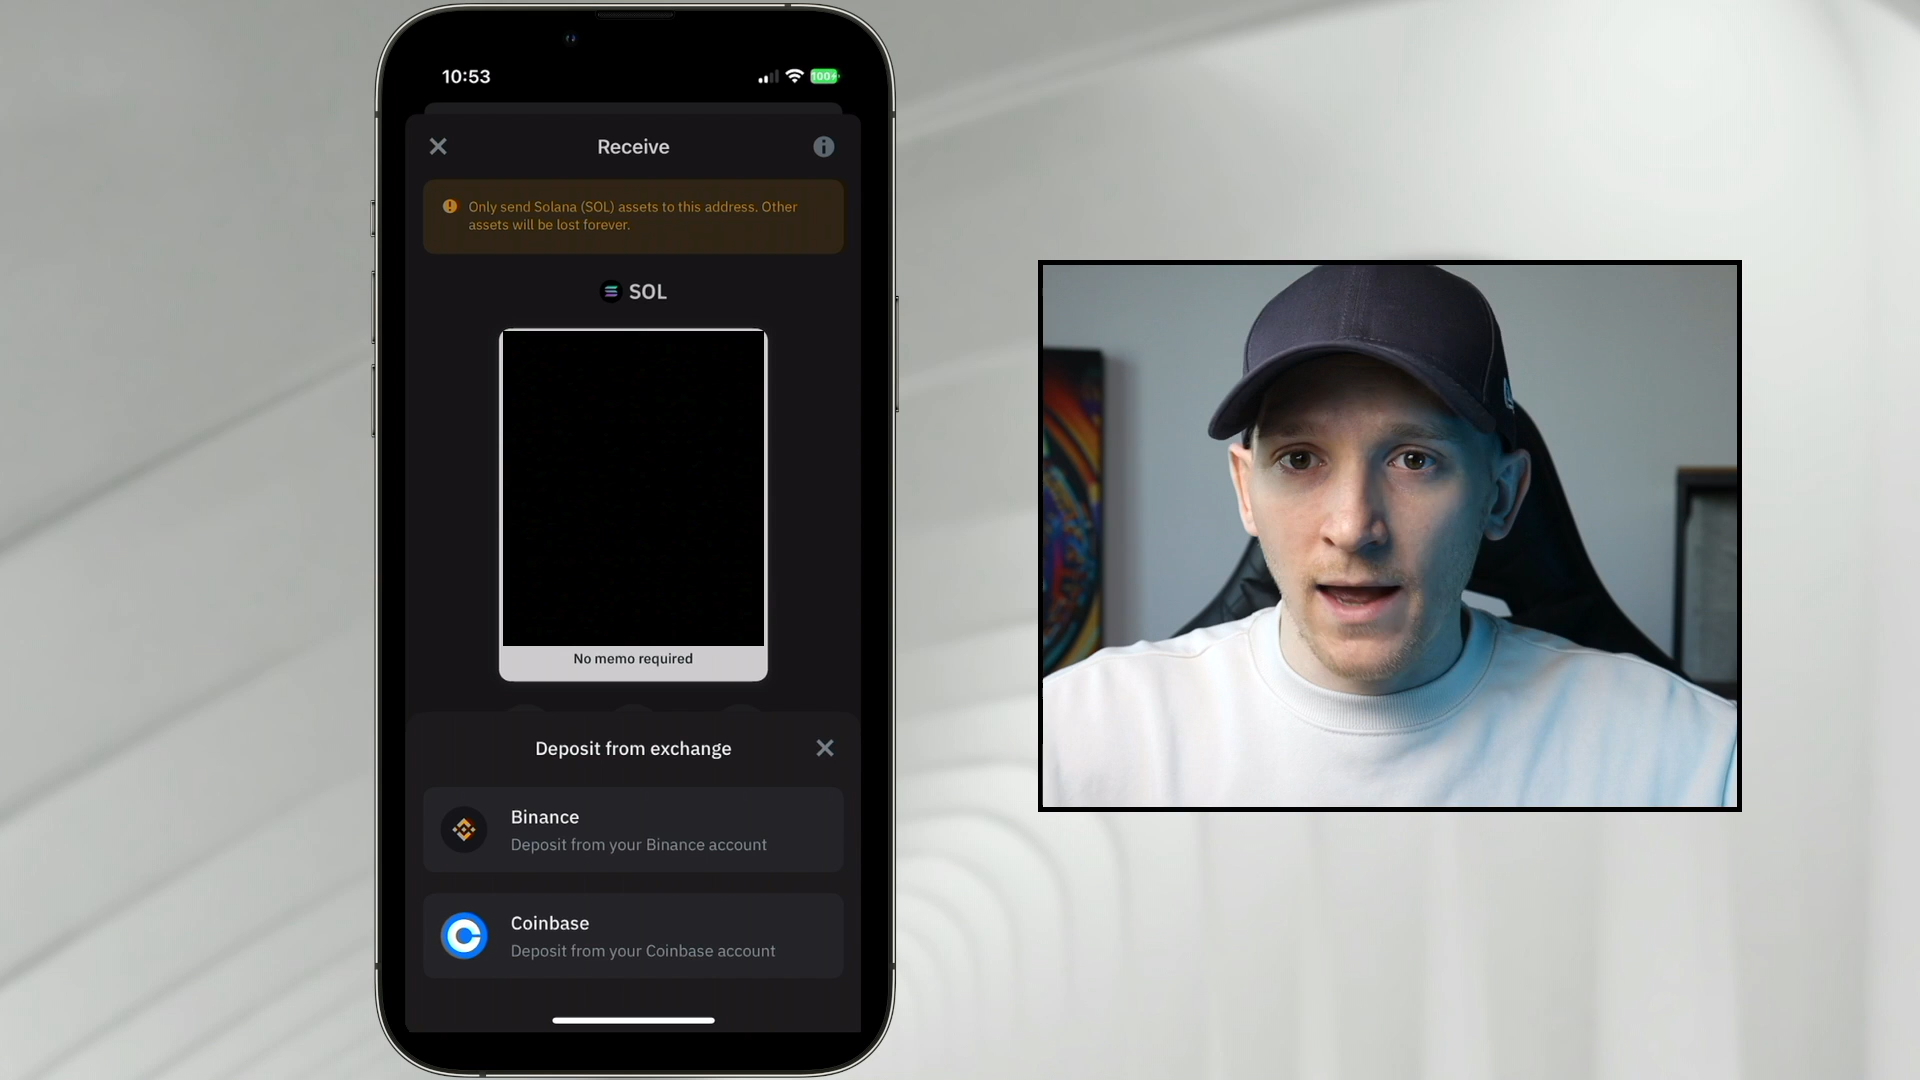 10:53
100
Receive
Only send Solana (SOL) assets to this address. Other
assets will be lost forever.
SOL
No memo required
Deposit from exchange
Binance
Deposit from your Binance account
Coinbase
Deposit from your Coinbase account